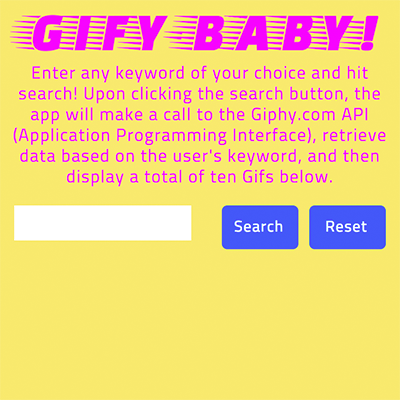 GIFY BABY!
Enter any keyword of your choice and hit
search! Upon clicking the search button, the
app will make a call to the Giphy.com API
(Application Programming Interface), retrieve
data based on the user's keyword, and then
display a total of ten Gifs below.
Search Reset